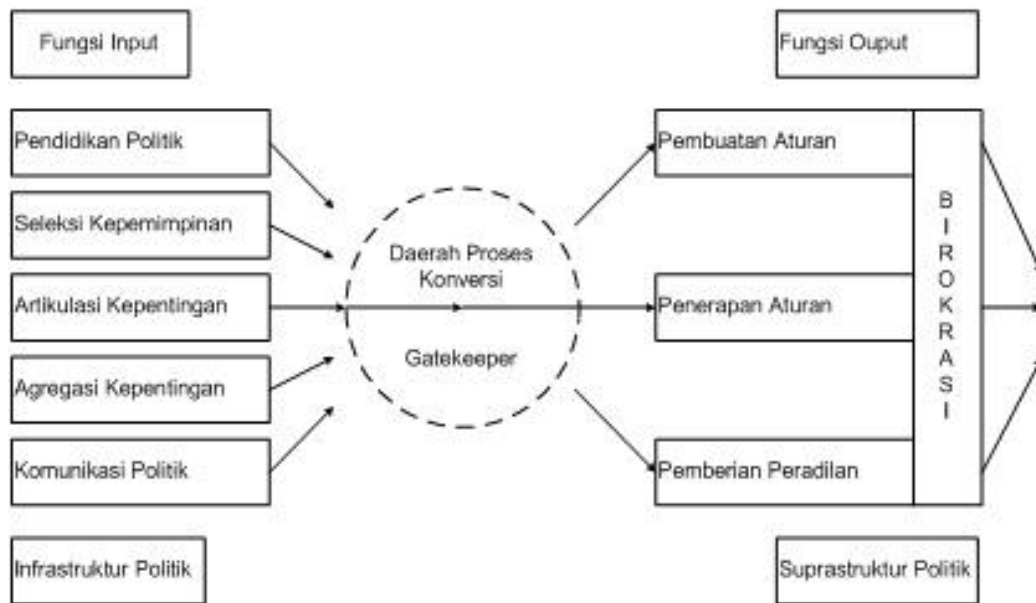 Fungsi Input
Fungsi Ouput
Pendidikan Politik
Seleksi Kepemimpinan
Artikulasi Kepentingan
Agregasi Kepentingan
Komunikasi Politik
Daerah Proses
Konversi
Gatekeeper
Pembuatan Aturan
Penerapan Aturan
Pemberian Peradilan
B
I
R
O
K
R
A
S
I
Infrastruktur Politik
Suprastruktur Politik